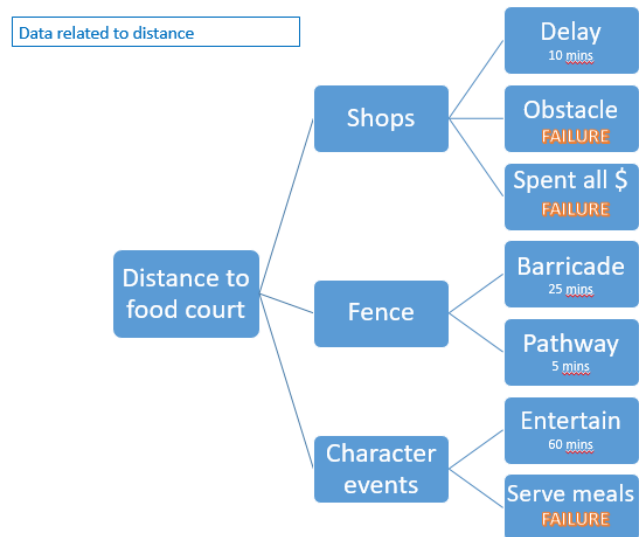 Data related to distance
Distance to
food court
Shops
Delay
10 mins
Obstacle
FAILURE
Spent all $
FAILURE
Fence
Barricade
25 mins
Pathway
5 mins
Character
events
Entertain
60 mins
Serve meals
FAILURE